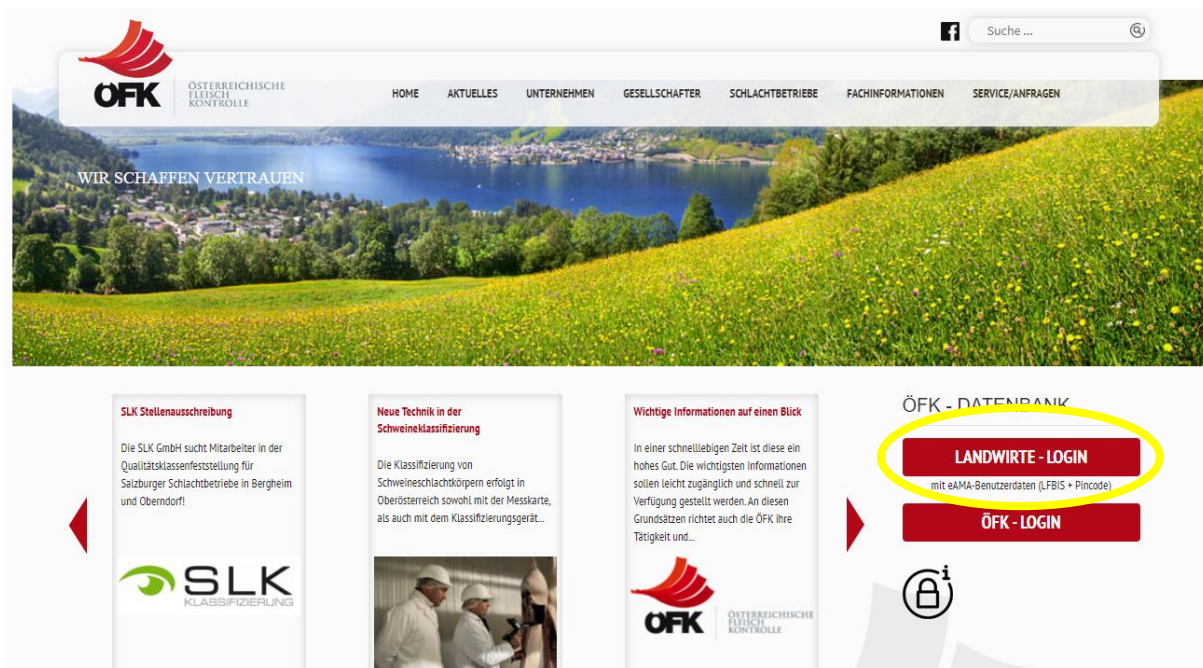 Suche ...
ÖFK
ÖSTERREICHISCHE
FLEISCH
KONTROLLE
HOME AKTUELLES UNTERNEHMEN GESELLSCHAFTER SCHLACHTBETRIEBE FACHINFORMATIONEN SERVICE/ANFRAGEN
WIR SCHAFFEN VERTRAUEN
SLK Stellenausschreibung
Die SLK GmbH sucht Mitarbeiter in der
Qualitätsklassenfeststellung für
Salzburger Schlachtbetriebe in Bergheim
und Oberndorf!
SLK
KLASSIFIZIERUNG
Neue Technik in der
Schweineklassifizierung
Die Klassifizierung von
Schweineschlachtkörpern erfolgt in
Oberösterreich sowohl mit der Messkarte,
als auch mit dem Klassifizierungsgerät...
Wichtige Informationen auf einen Blick
In einer schnelllebigen Zeit ist diese ein
hohes Gut. Die wichtigsten Informationen
sollen leicht zugänglich und schnell zur
Verfügung gestellt werden. An diesen
Grundsätzen richtet auch die ÖFK ihre
Tätigkeit und...
ÖFK
ÖSTERREICHISCHE
FLEISCH
KONTROLLE
ÖFK - DATENBANK
LANDWIRTE - LOGIN
mit eAMA-Benutzerdaten (LFBIS + Pincode)
ÖFK - LOGIN